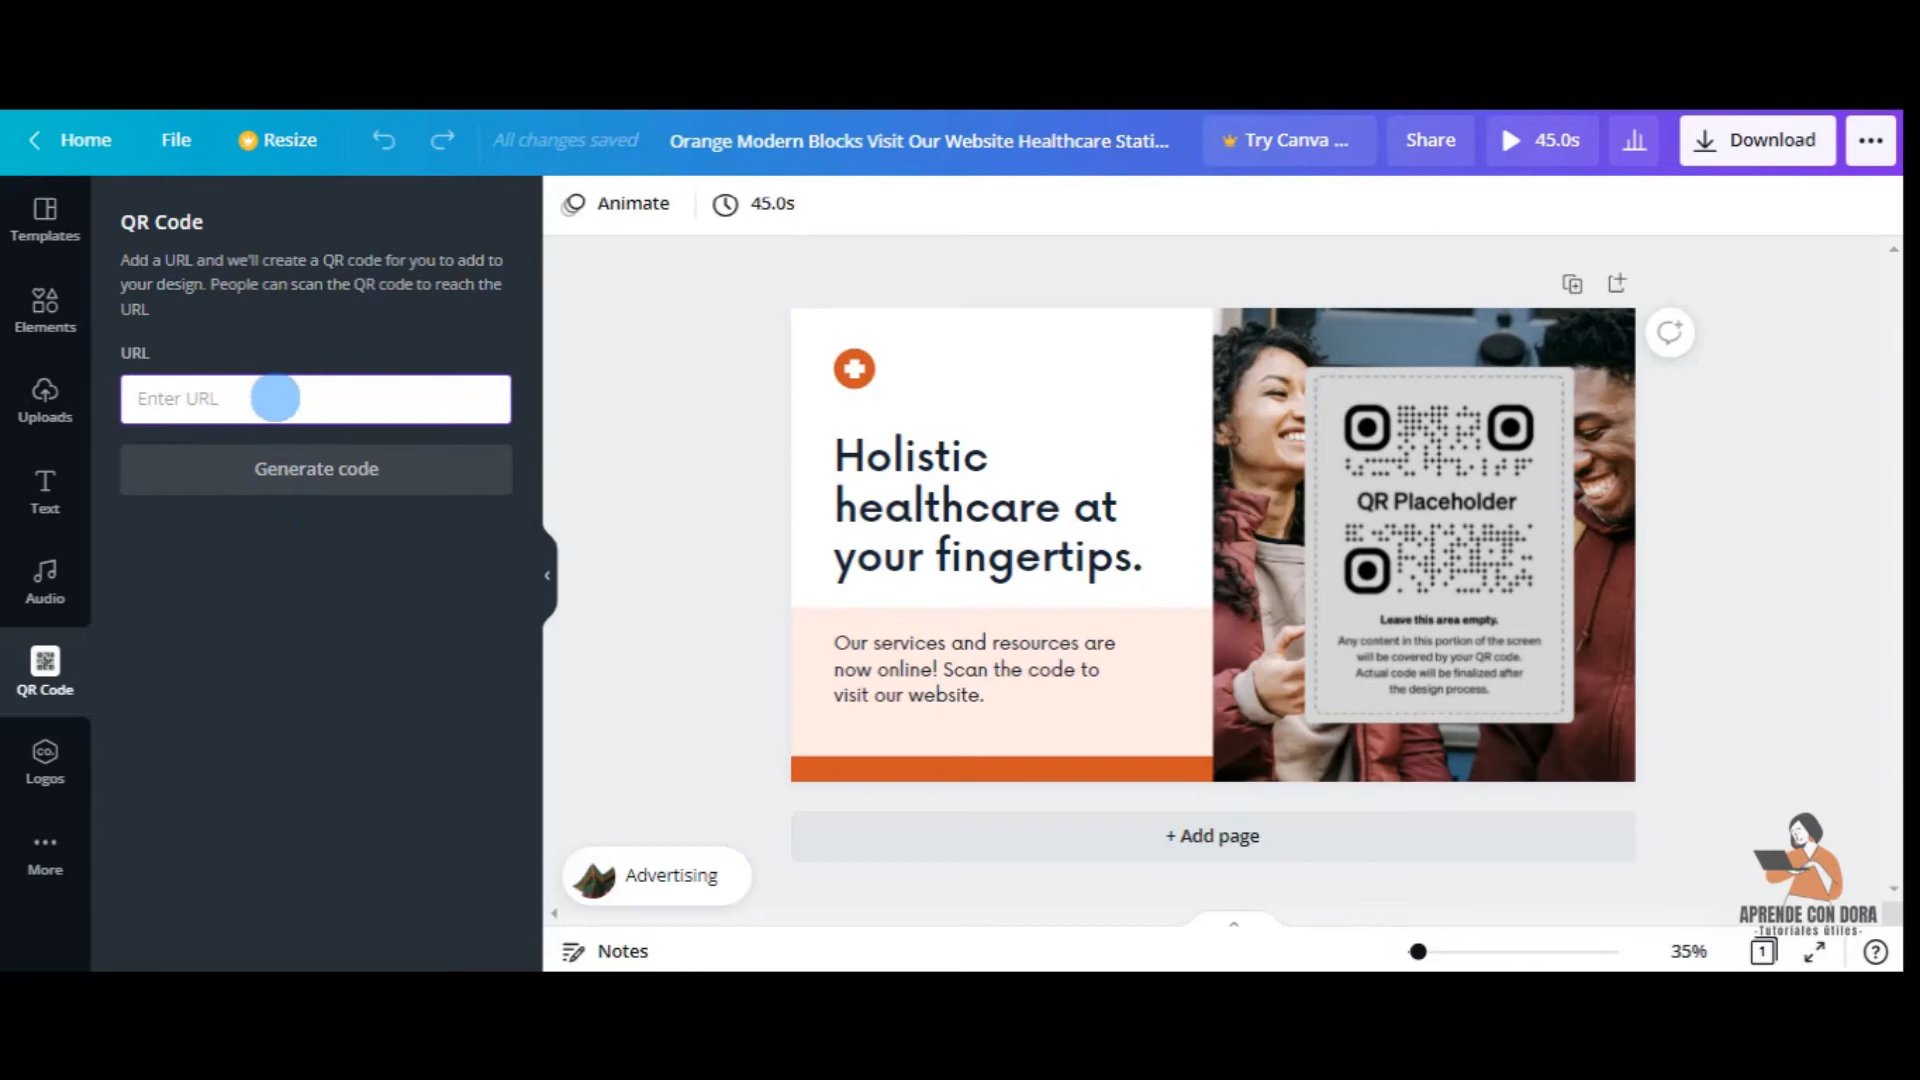 Home
File
Resize
All changes saved
Orange Modern Blocks Visit Our Website Healthcare Stati...
Try Canva ...
Share
45.0s
Download
Templates
Elements
Uploads
Text
Audio
QR Code
CO.
Logos
More
QR Code
Add a URL and we'll create a QR code for you to add to
your design. People can scan the QR code to reach the
URL
URL
Enter URL
Generate code
Animate
45.0s
Holistic
healthcare at
your fingertips.
Our services and resources are
now online! Scan the code to
visit our website.
QR Placeholder
Leave this area empty.
Any content in this portion of the screen
will be covered by your QR code.
Actual code will be finalized after
the design process.
+ Add page
Advertising
APRENDE CON DORA
-Tutoriales útiles-
Notes
35%
1
?